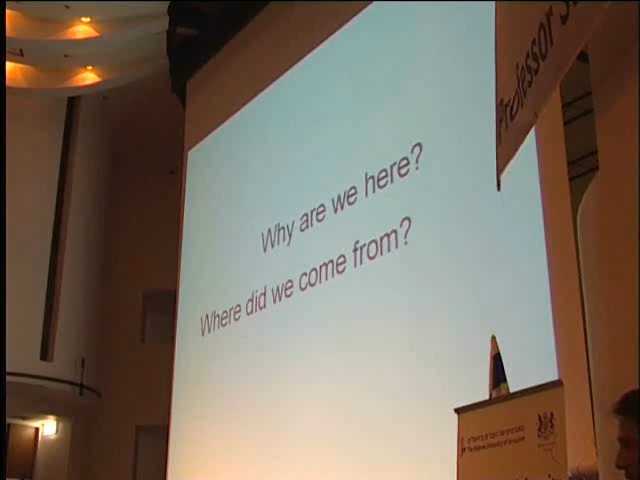 Professor
Why are we here?
Where did we come from?
The Hebrew University of Jerusalem